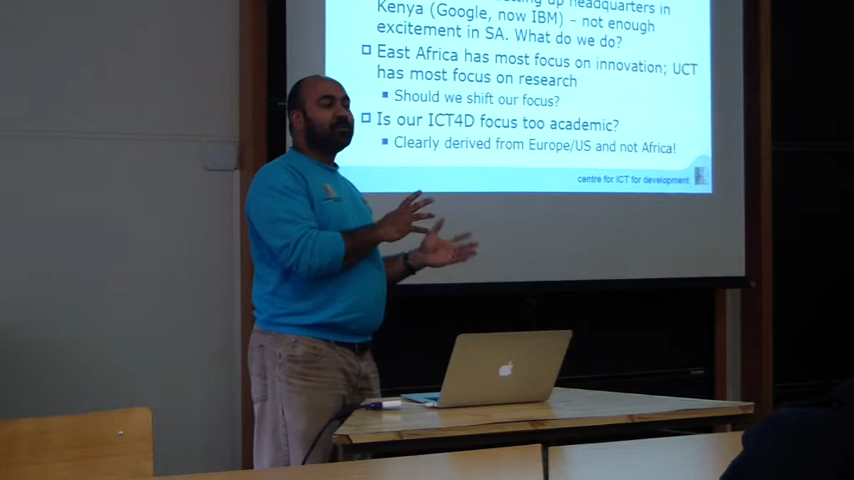 headquarters in
Kenya (Google, now IBM) – not enough
excitement in SA. What do we do?
East Africa has most focus on innovation; UCT
has most focus on research
Should we shift our focus?
Is our ICT4D focus too academic?
Clearly derived from Europe/US and not Africa!
centre for ICT for development